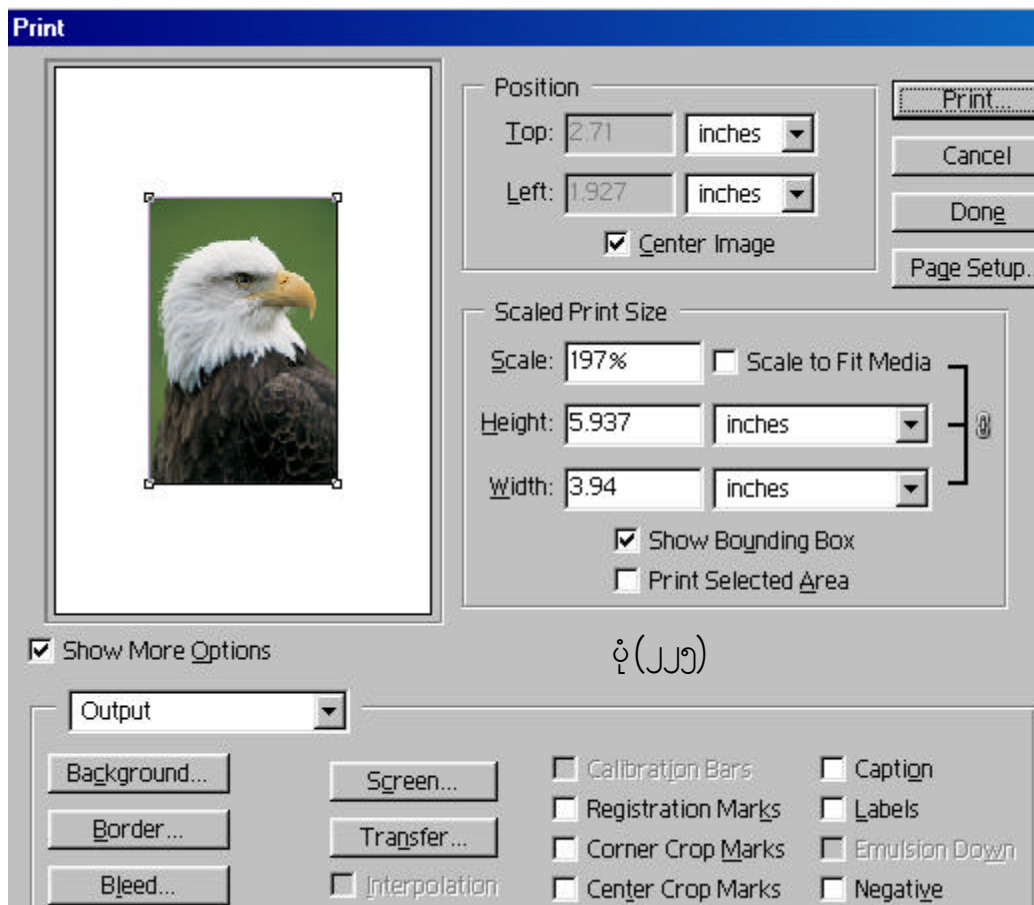 Print
Position
Top: 2.71 inches
Left: 1.927 inches
Center Image
Print...
Cancel
Done
Page Setup..
Scaled Print Size
Scale: 197% Scale to Fit Media
Height: 5.937 inches
Width: 3.94 inches
Show Bounding Box
Print Selected Area
Show More Options
ပုံ(၂၂၅)
Output
Background...
Border...
Bleed...
Screen...
Transfer...
Interpolation
Calibration Bars
Registration Marks
Corner Crop Marks
Center Crop Marks
Caption
Labels
Emulsion Down
Negative